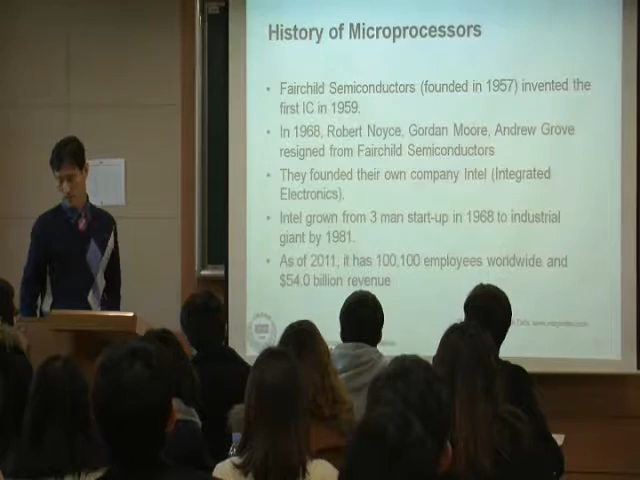 History of Microprocessors
• Fairchild Semiconductors (founded in 1957) invented the
first IC in 1959.
• In 1968, Robert Noyce, Gordan Moore, Andrew Grove
resigned from Fairchild Semiconductors
• They founded their own company Intel (Integrated
Electronics).
• Intel grown from 3 man start-up in 1968 to industrial
giant by 1981.
• As of 2011, it has 100,100 employees worldwide and
$54.0 billion revenue